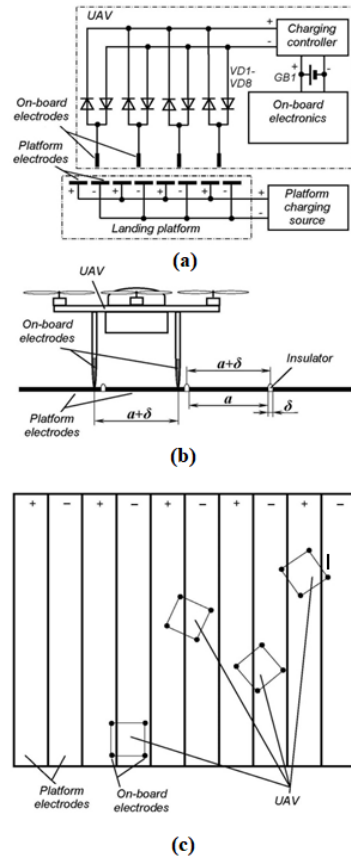 UAV
Charging
controller
+
-
VD1-
VD8
+
-
GB1
On-board
electronics
On-board
electrodes
Platform
electrodes
+ - + - + - + -
+
-
Platform
charging
source
Landing platform
(a)
UAV
On-board
electrodes
Insulator
a+δ
a+δ
a
δ
Platform
electrodes
(b)
+ − + − + − + − + −
Platform
electrodes
On-board
electrodes
UAV
(c)